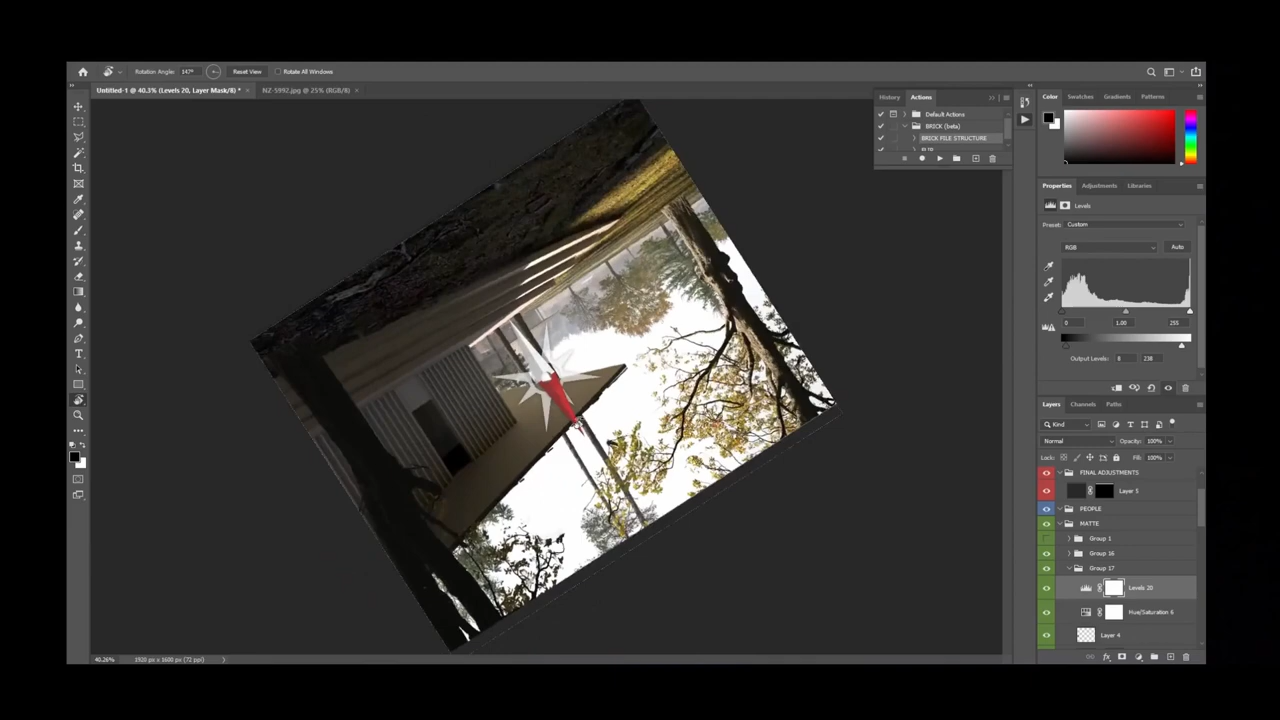 Rotation Angle: 147° Reset View Rotate All Windows
Untitled-1 @ 40.3% (Levels 20, Layer Mask/8) * × NZ-5992.jpg @ 25% (RGB/8) ×
History Actions
Default Actions
BRICK (bela)
BRICK FILE STRUCTURE
Color Swatches Gradients Patterns
Properties Adjustments Libraries
Levels
Preset: Custom
RGB Auto
0 1.00 255
Output Levels: 8 238
Layers Channels Paths
Kind
Normal Opacity: 100%
Lock: Fill: 100%
FINAL ADJUSTMENTS
Layer 5
PEOPLE
MATTE
Group 1
Group 16
Group 17
Levels 20
Hue/Saturation 6
Layer 4
40.26% 1920 px x 1600 px (72 ppi)